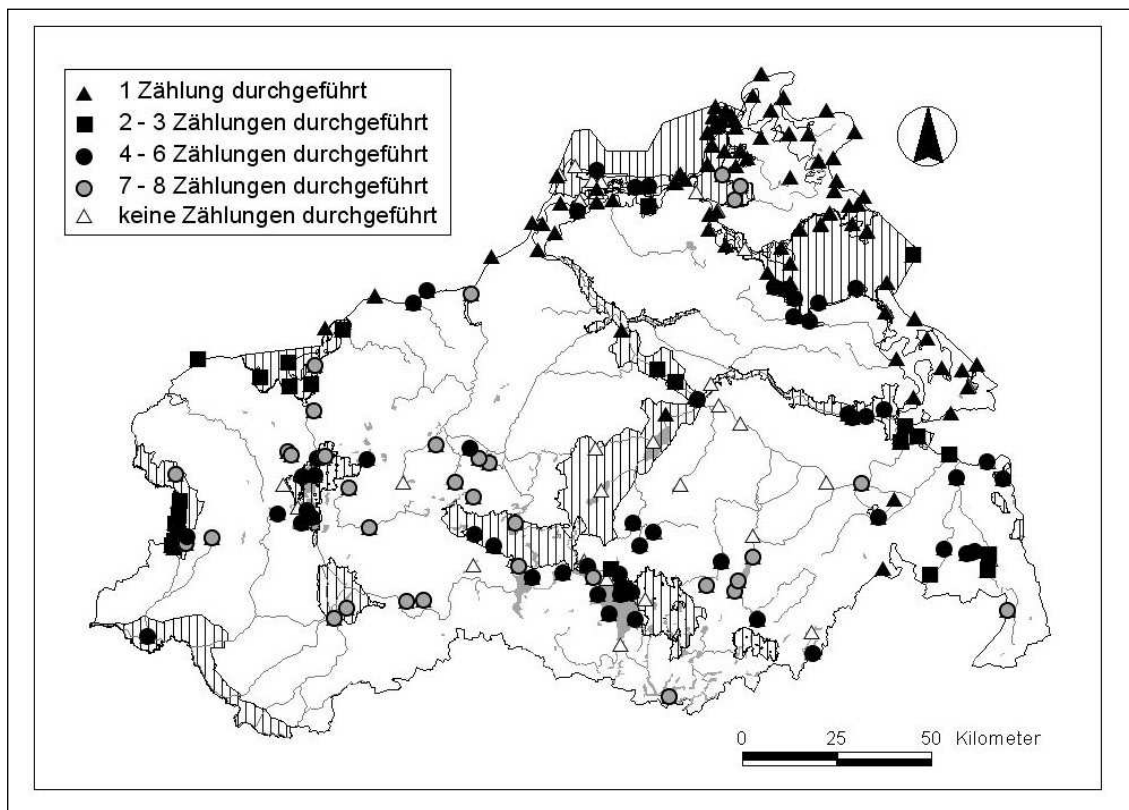 1 Zählung durchgeführt
2 - 3 Zählungen durchgeführt
4 - 6 Zählungen durchgeführt
7 - 8 Zählungen durchgeführt
keine Zählungen durchgeführt
0 25 50 Kilometer